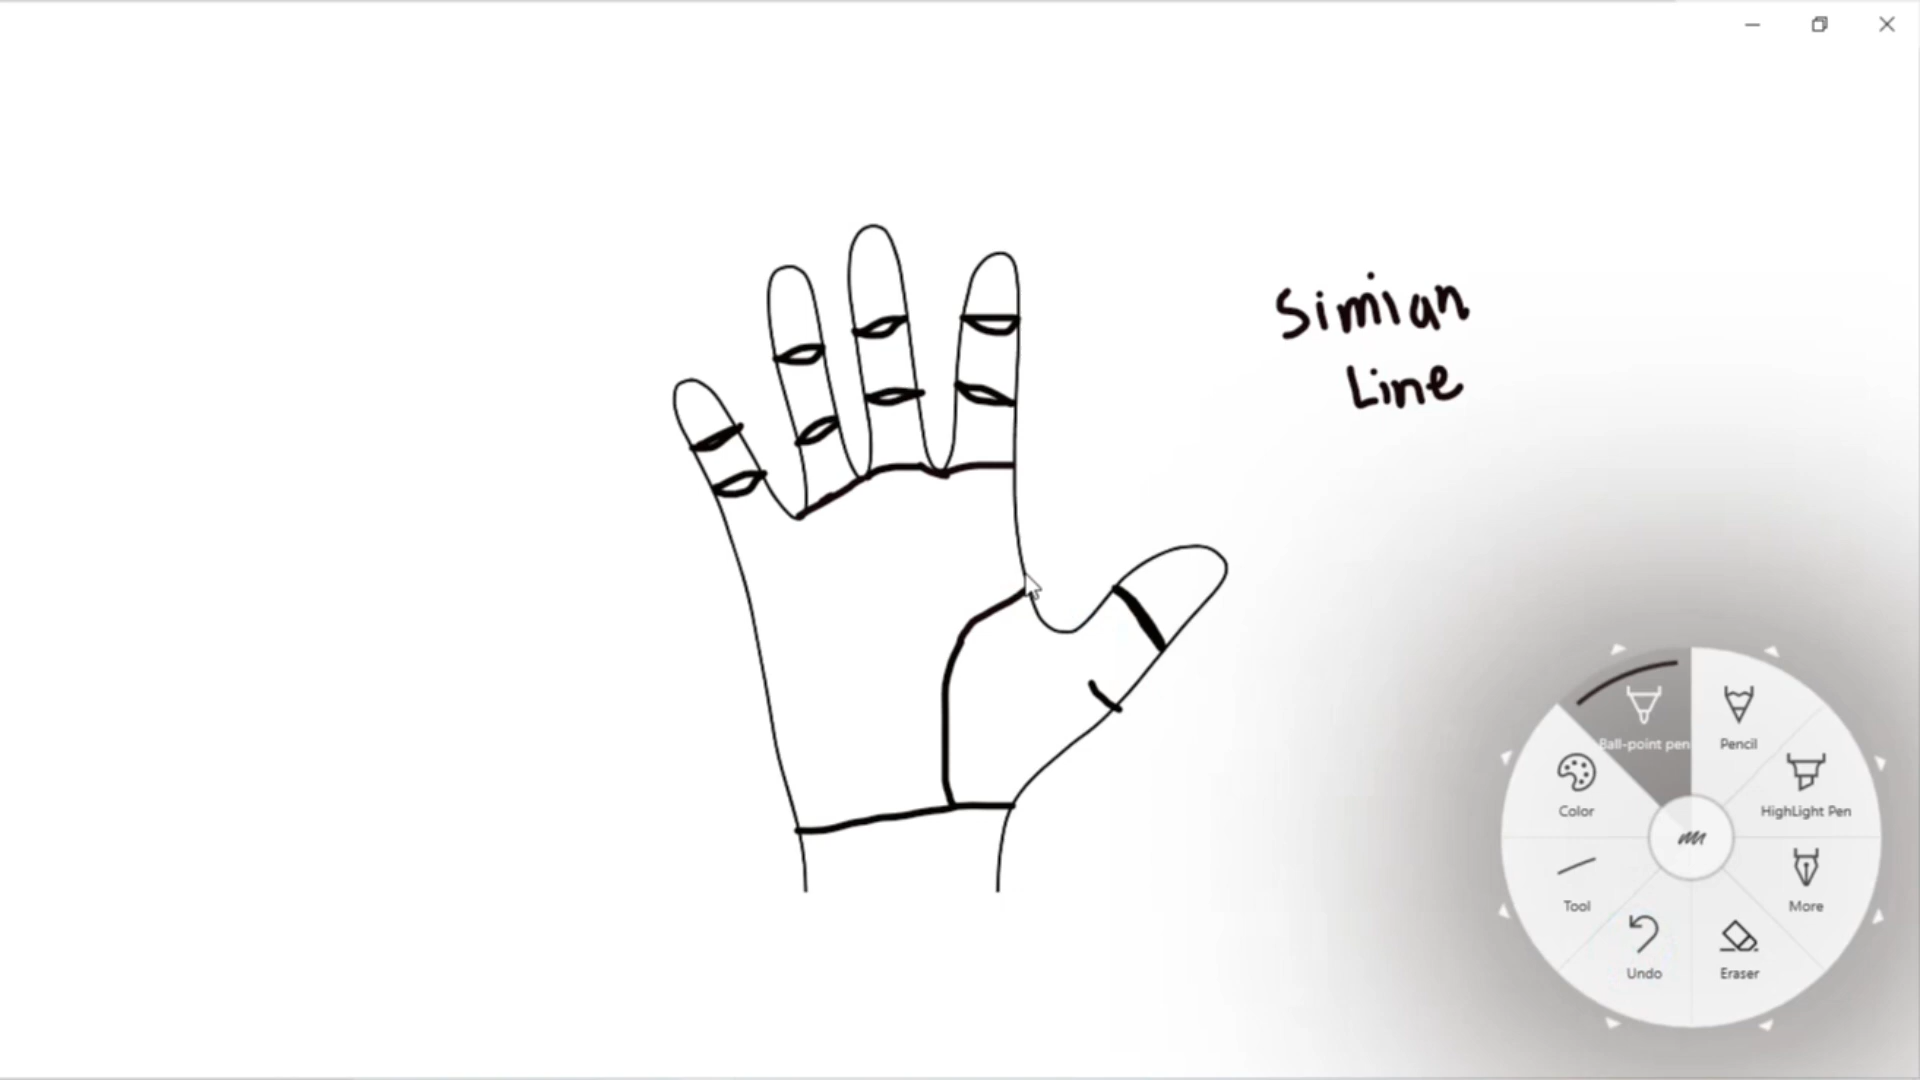 Simian
Line
Ball-point pen
Pencil
Color
HighLight Pen
Tool
More
Undo
Eraser